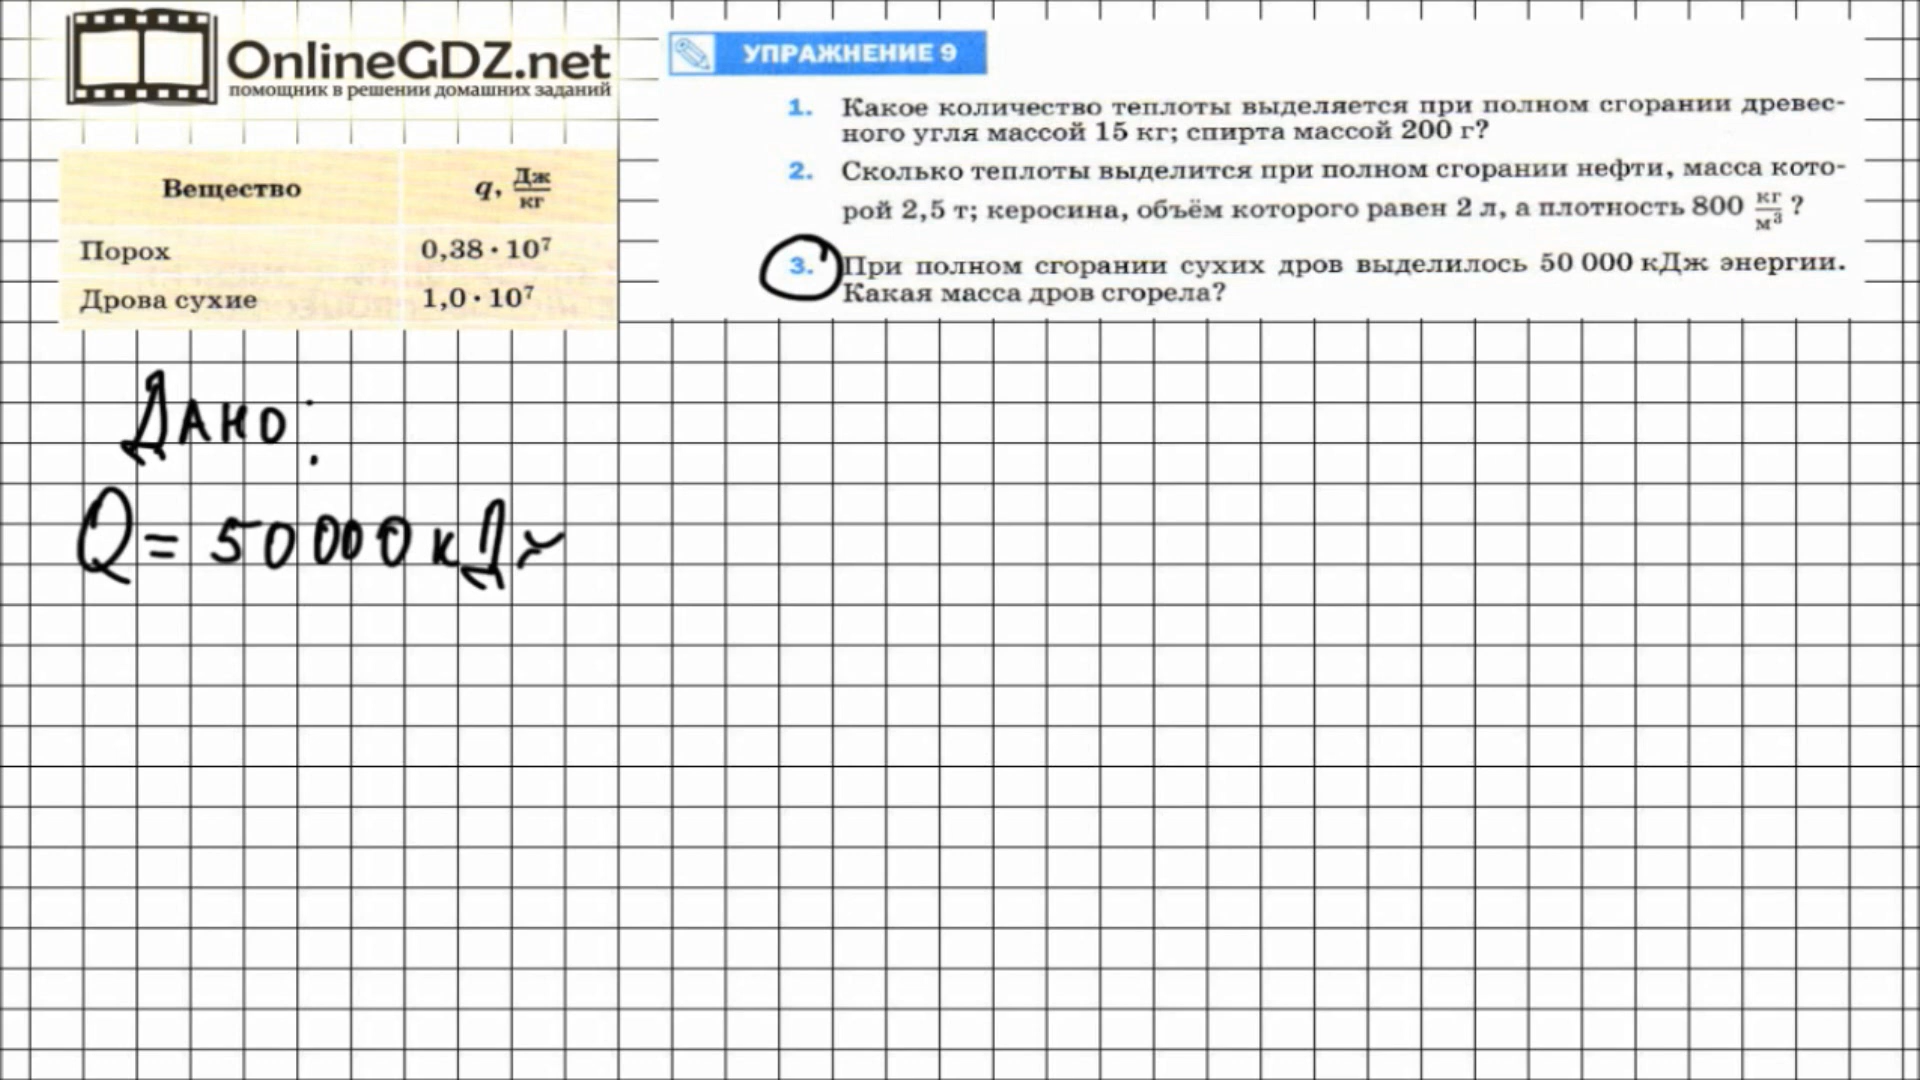 OnlineGDZ.net
помощник в решении домашних заданий
Вещество q, Дж/кг
Порох 0,38 · 10⁷
Дрова сухие 1,0 · 10⁷
УПРАЖНЕНИЕ 9
1. Какое количество теплоты выделяется при полном сгорании древес-
ного угля массой 15 кг; спирта массой 200 г?
2. Сколько теплоты выделится при полном сгорании нефти, масса кото-
рой 2,5 т; керосина, объём которого равен 2 л, а плотность 800 кг/м³ ?
3. При полном сгорании сухих дров выделилось 50 000 кДж энергии.
Какая масса дров сгорела?
Дано:
Q = 50 000 кДж